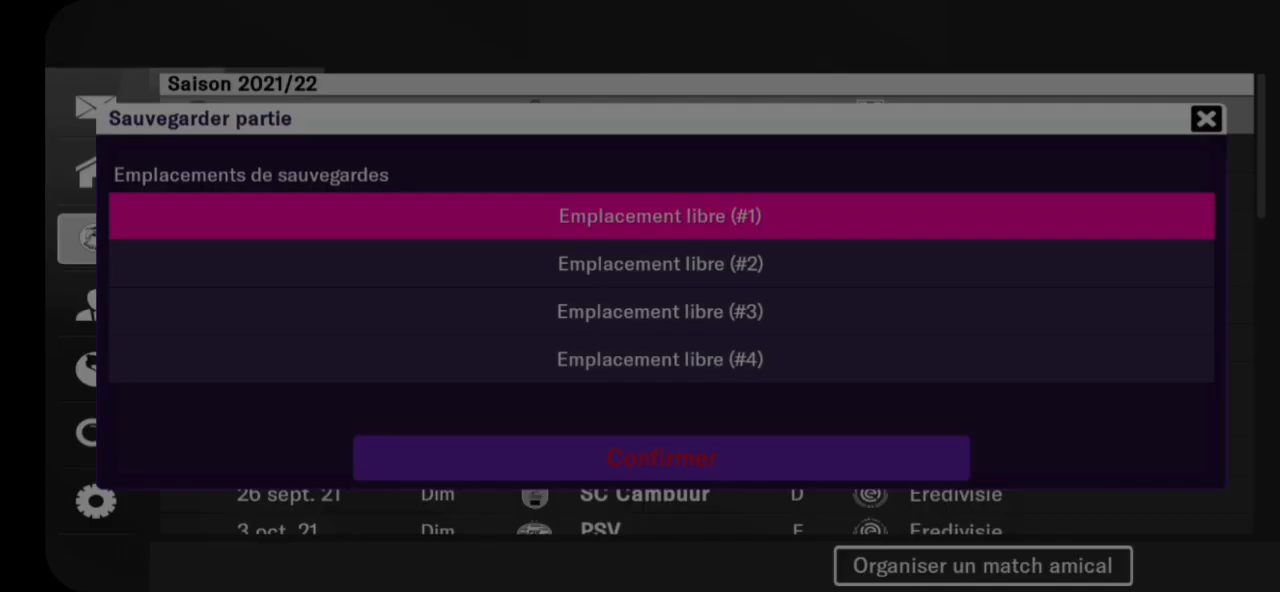 Saison 2021/22
Sauvegarder partie
Emplacements de sauvegardes
Emplacement libre (#1)
Emplacement libre (#2)
Emplacement libre (#3)
Emplacement libre (#4)
Confirmer
26 sept. 21 Dim SC Cambuur D Eredivisie
3 oct. 21 Dim PSV E Eredivisie
Organiser un match amical